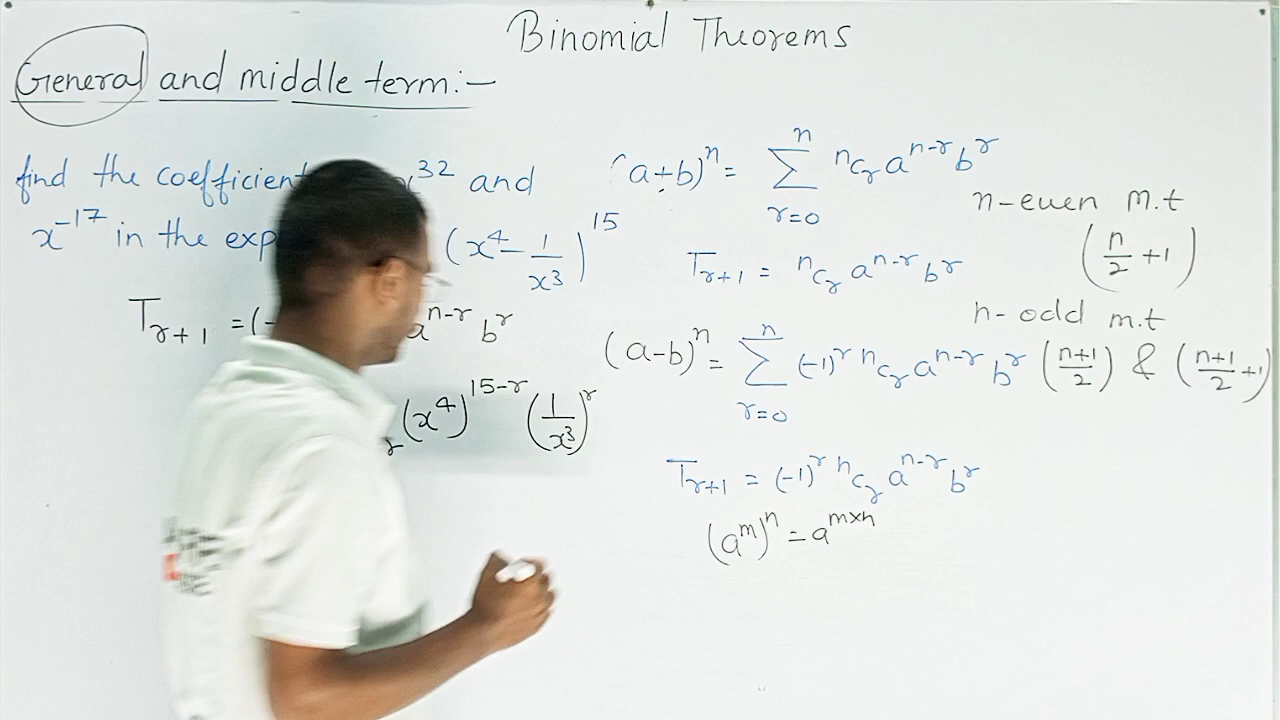 Binomial Theorems
General and middle term:-
find the coefficient x³² and
x⁻¹⁷ in the exp (x⁴ - 1/x³)¹⁵
Tᵣ₊₁ = (- aⁿ⁻ʳ bʳ
ᵣ (x⁴)¹⁵⁻ʳ (1/x³)ʳ
(a+b)ⁿ = ∑ᵣ₌₀ⁿ ⁿcᵣ aⁿ⁻ʳ bʳ
n-even m.t
(n/2 + 1)
Tᵣ₊₁ = ⁿcᵣ aⁿ⁻ʳ bʳ
n-odd m.t
(a-b)ⁿ = ∑ᵣ₌₀ⁿ (-1)ʳ ⁿcᵣ aⁿ⁻ʳ bʳ ((n+1)/2) & ((n+1)/2 + 1)
Tᵣ₊₁ = (-1)ʳ ⁿcᵣ aⁿ⁻ʳ bʳ
(aᵐ)ⁿ = aᵐˣⁿ